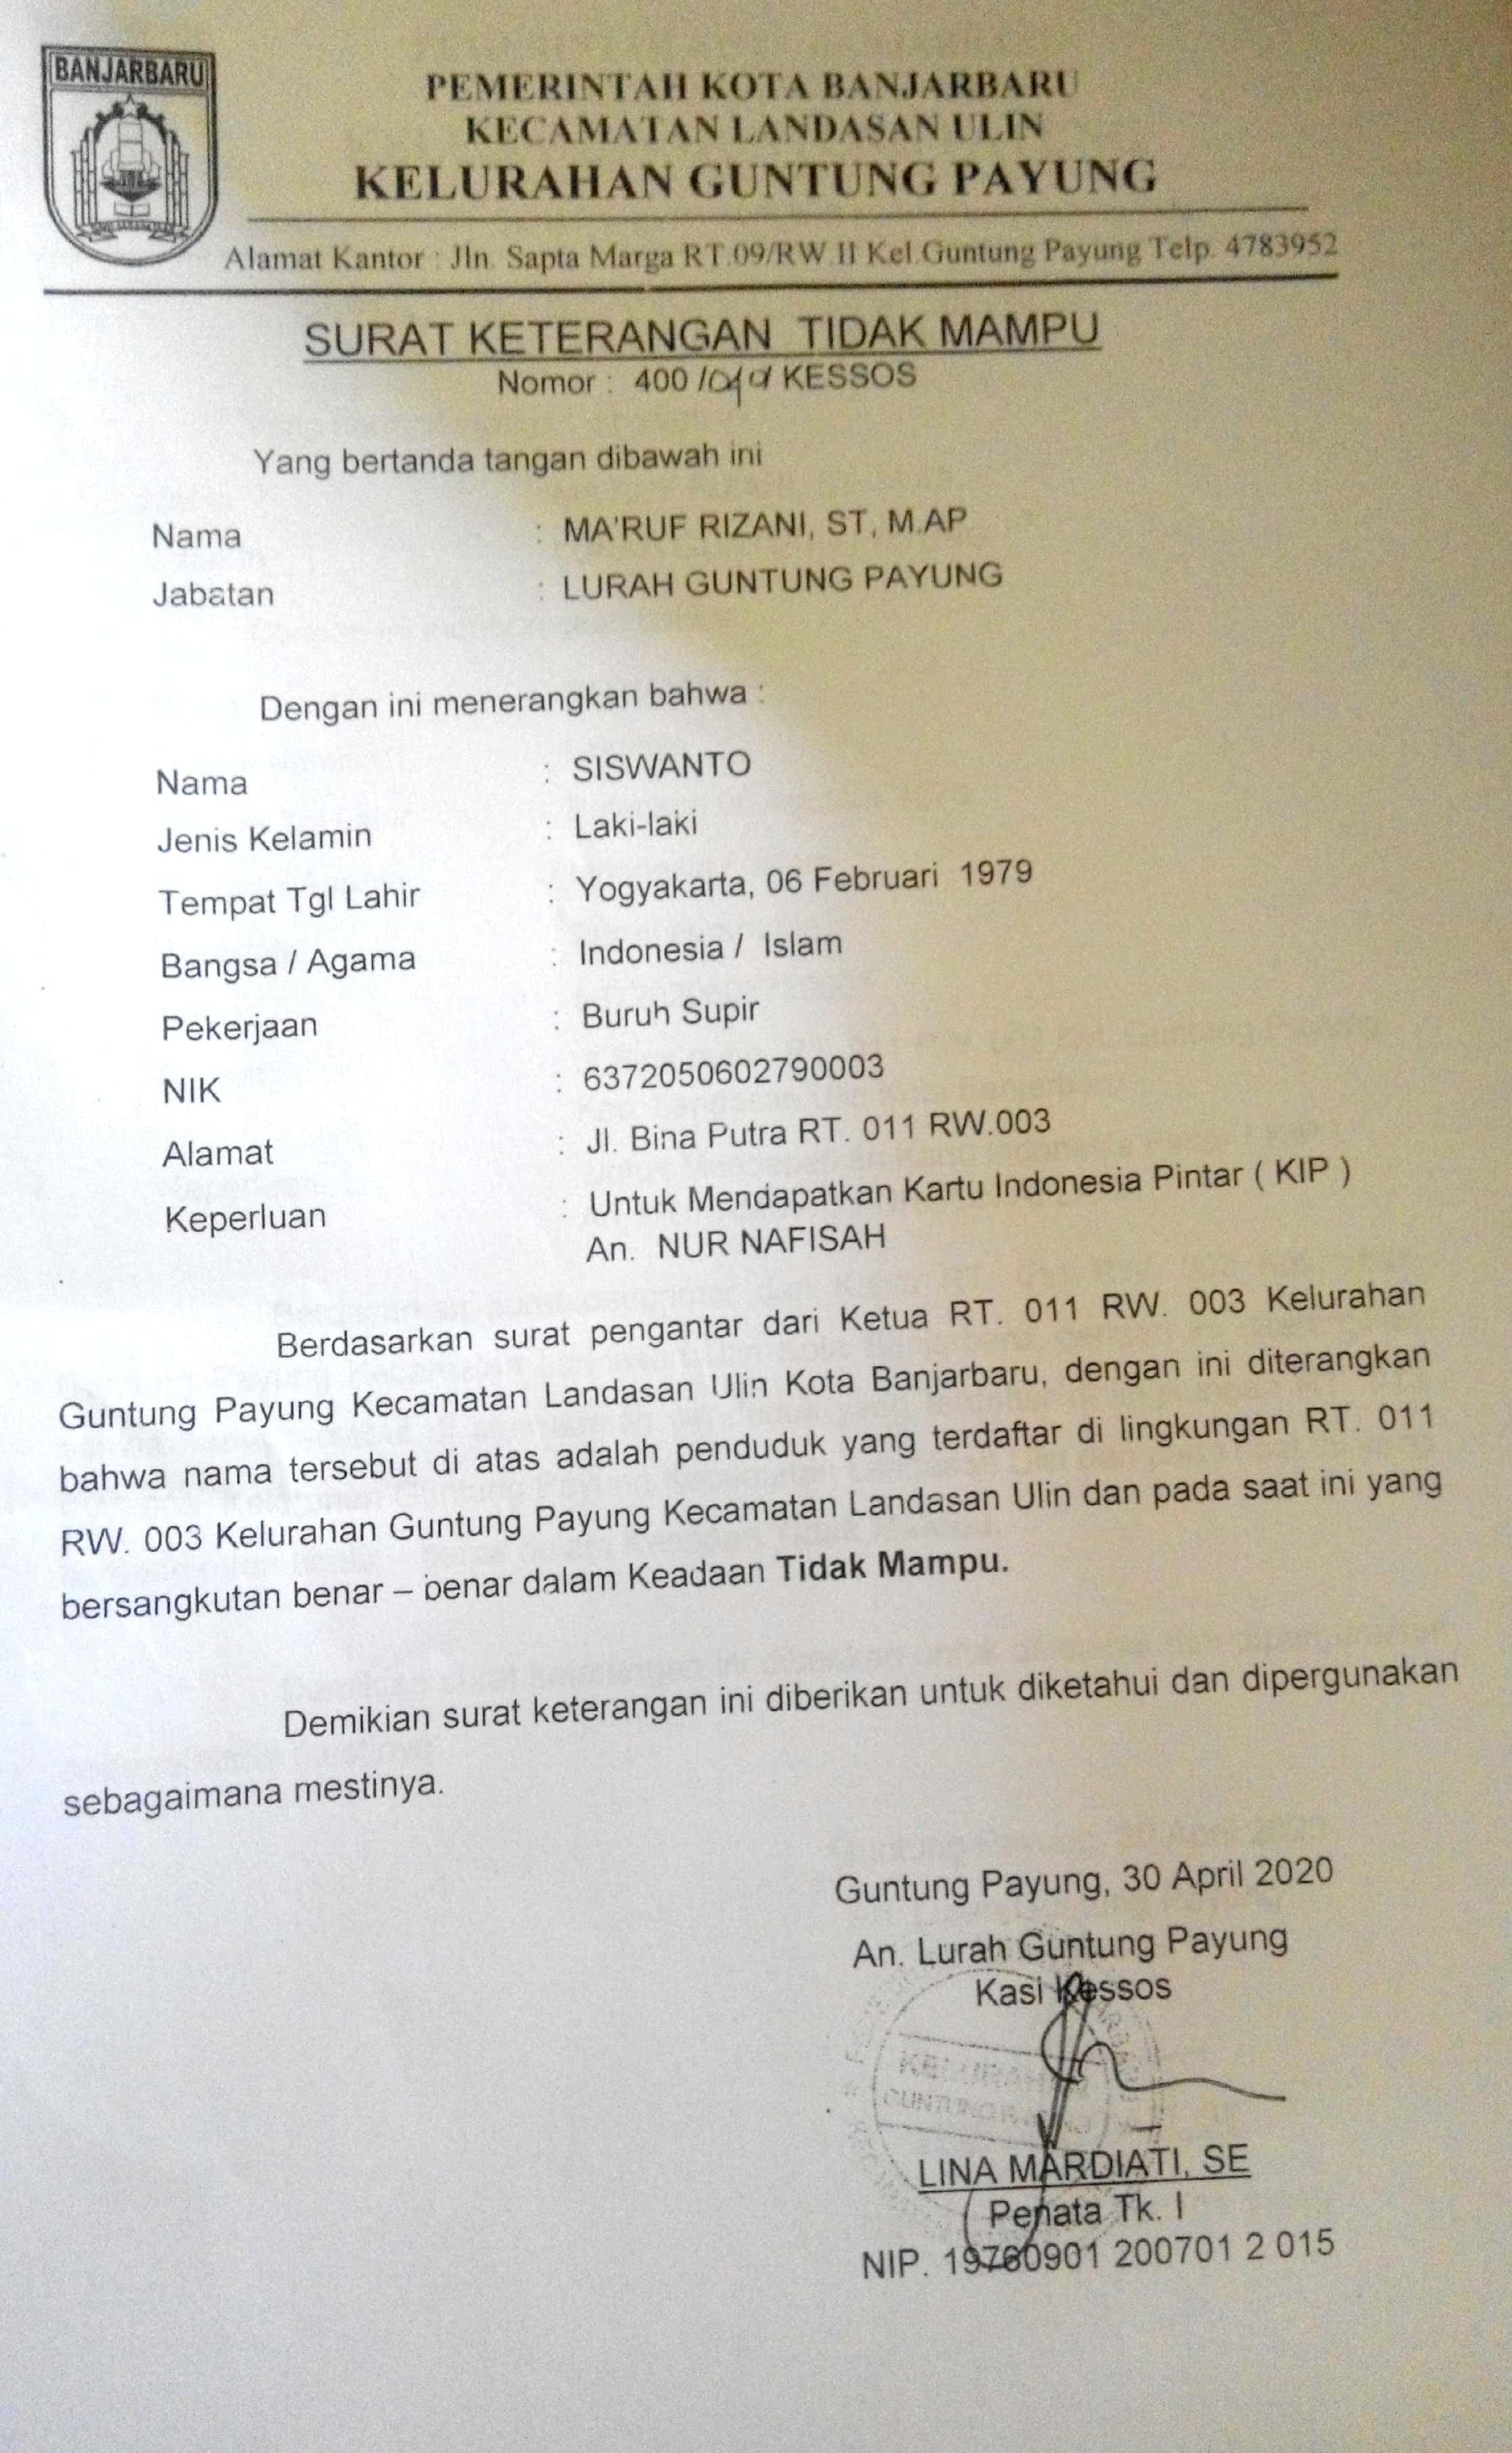 BANJARBARU
PEMERINTAH KOTA BANJARBARU
KECAMATAN LANDASAN ULIN
KELURAHAN GUNTUNG PAYUNG
Alamat Kantor : Jln. Sapta Marga RT.09/RW.II Kel.Guntung Payung Telp. 4783952
SURAT KETERANGAN TIDAK MAMPU
Nomor : 400 / KESSOS
Yang bertanda tangan dibawah ini
Nama : MA'RUF RIZANI, ST, M.AP
Jabatan : LURAH GUNTUNG PAYUNG
Dengan ini menerangkan bahwa :
Nama : SISWANTO
Jenis Kelamin : Laki-laki
Tempat Tgl Lahir : Yogyakarta, 06 Februari 1979
Bangsa / Agama : Indonesia / Islam
Pekerjaan : Buruh Supir
NIK : 6372050602790003
Alamat : Jl. Bina Putra RT. 011 RW.003
Keperluan : Untuk Mendapatkan Kartu Indonesia Pintar ( KIP )
An. NUR NAFISAH
Berdasarkan surat pengantar dari Ketua RT. 011 RW. 003 Kelurahan
Guntung Payung Kecamatan Landasan Ulin Kota Banjarbaru, dengan ini diterangkan
bahwa nama tersebut di atas adalah penduduk yang terdaftar di lingkungan RT. 011
RW. 003 Kelurahan Guntung Payung Kecamatan Landasan Ulin dan pada saat ini yang
bersangkutan benar – benar dalam Keadaan Tidak Mampu.
Demikian surat keterangan ini diberikan untuk diketahui dan dipergunakan
sebagaimana mestinya.
Guntung Payung, 30 April 2020
An. Lurah Guntung Payung
Kasi Kessos
KELURAHAN
GUNTUNG
LINA MARDIATI, SE
Penata Tk. I
NIP. 19760901 200701 2 015